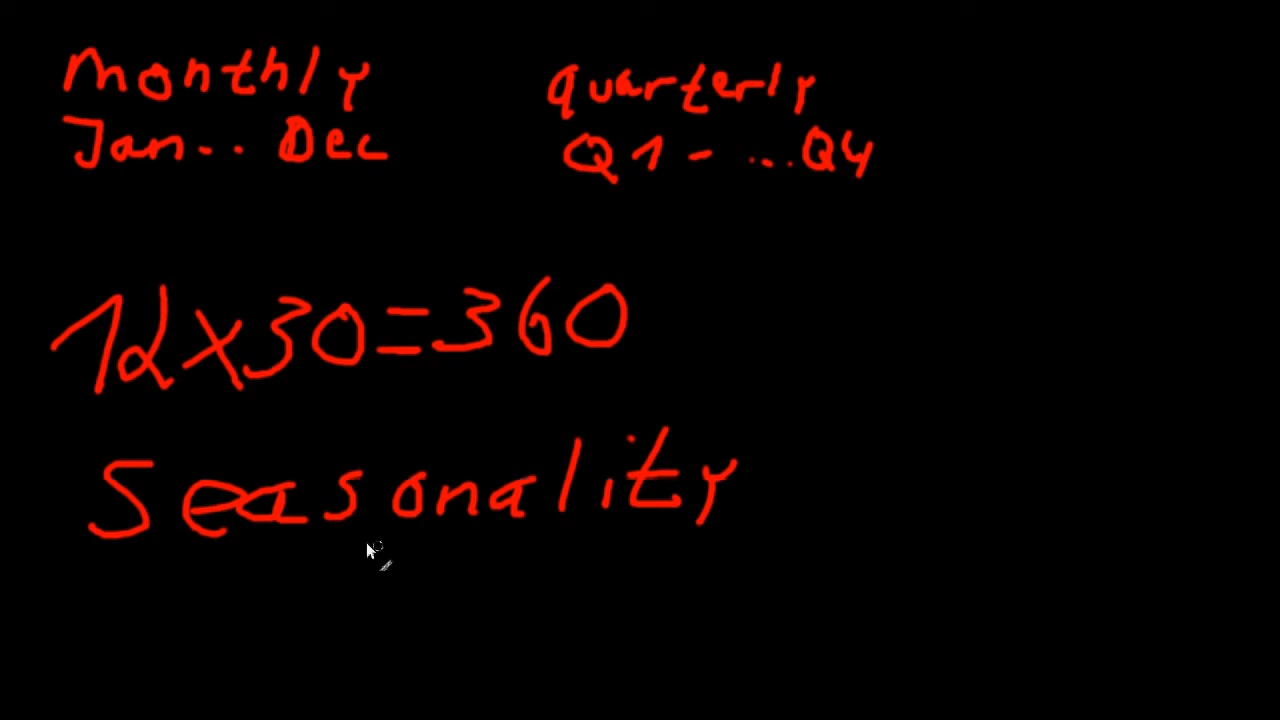 Monthly
Jan.. Dec
quarterly
Q1 - ...Q4
12x30=360
Seasonality